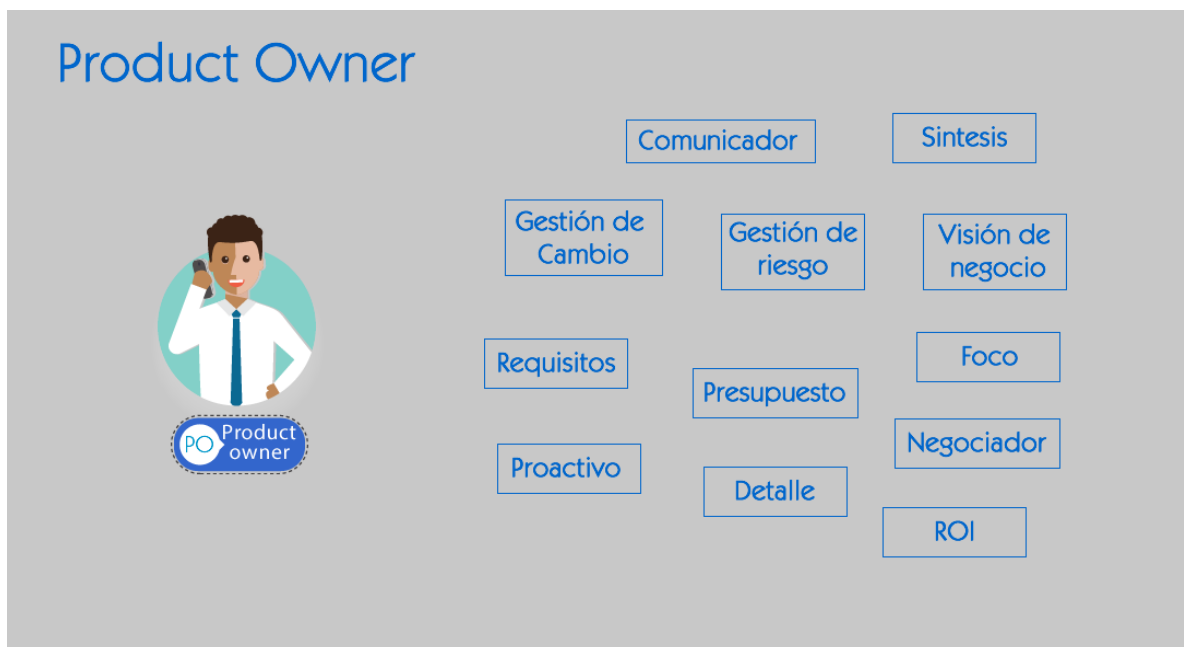 Product Owner
Comunicador
Sintesis
Gestión de
Cambio
Gestión de
riesgo
Visión de
negocio
Requisitos
Presupuesto
Foco
Proactivo
Detalle
Negociador
ROI
PO
Product
owner